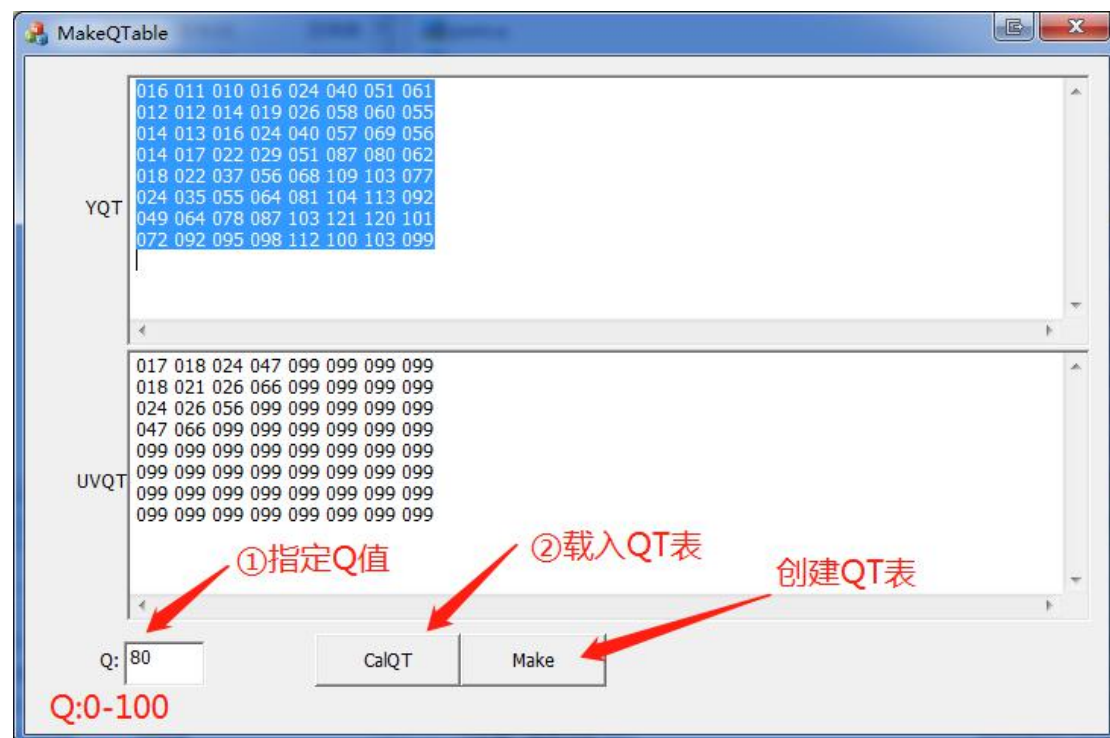 MakeQTable
016 011 010 016 024 040 051 061
012 012 014 019 026 058 060 055
014 013 016 024 040 057 069 056
014 017 022 029 051 087 080 062
018 022 037 056 068 109 103 077
024 035 055 064 081 104 113 092
049 064 078 087 103 121 120 101
072 092 095 098 112 100 103 099
YQT
017 018 024 047 099 099 099 099
018 021 026 066 099 099 099 099
024 026 056 099 099 099 099 099
047 066 099 099 099 099 099 099
099 099 099 099 099 099 099 099
099 099 099 099 099 099 099 099
099 099 099 099 099 099 099 099
099 099 099 099 099 099 099 099
UVQT
①指定Q值
②载入QT表
创建QT表
Q: 80
CalQT
Make
Q:0-100